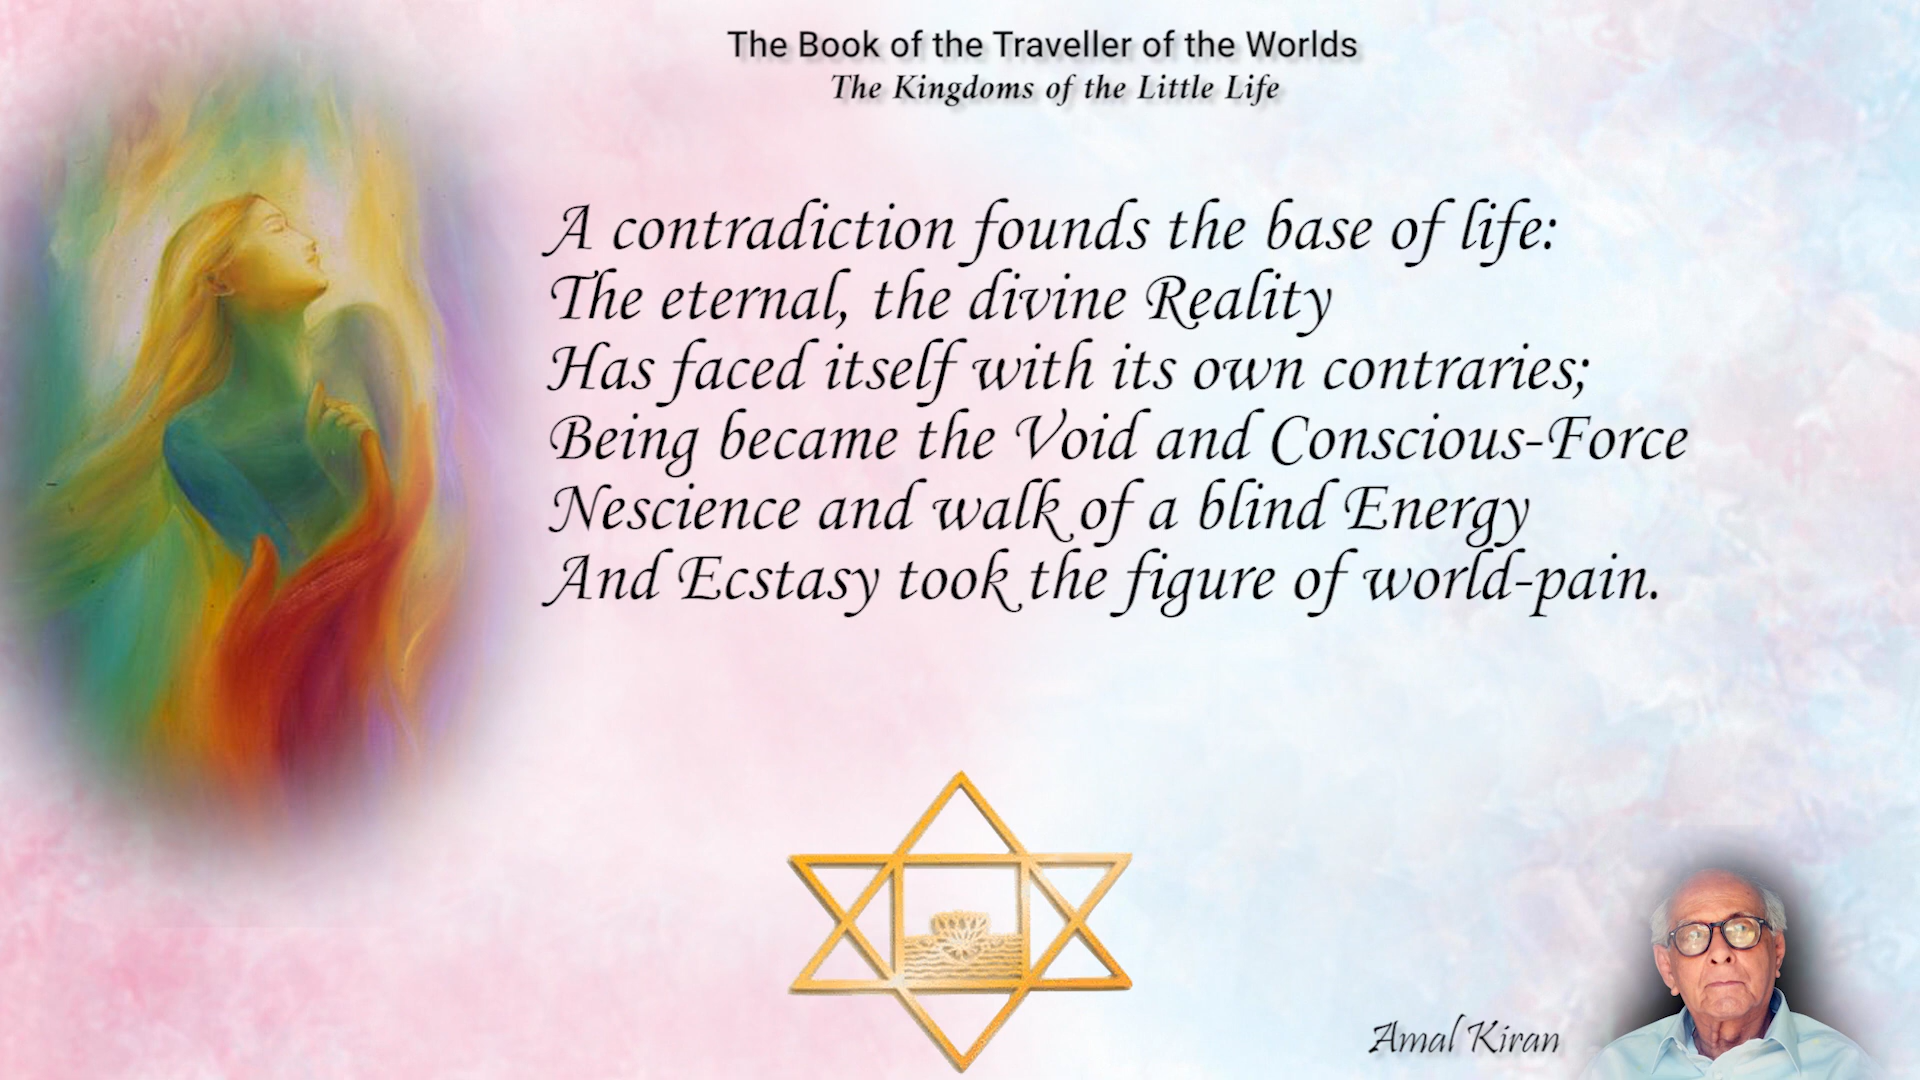 The Book of the Traveller of the Worlds
The Kingdoms of the Little Life
A contradiction founds the base of life:
The eternal, the divine Reality
Has faced itself with its own contraries;
Being became the Void and Conscious-Force
Nescience and walk of a blind Energy
And Ecstasy took the figure of world-pain.
Amal Kiran